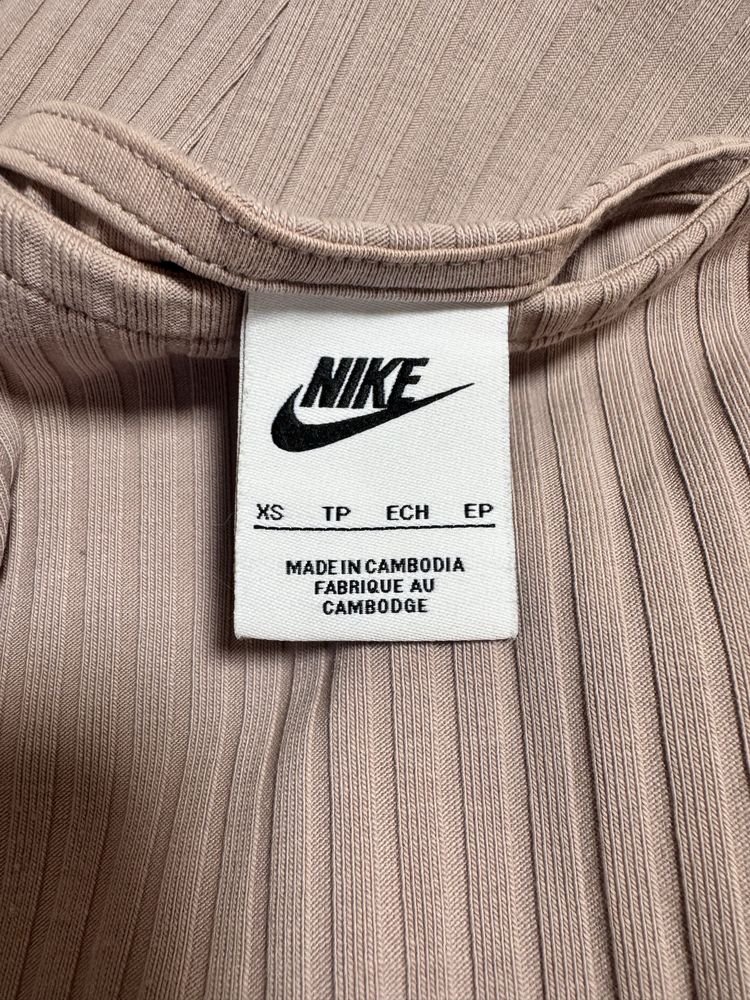 NIKE
XS TP ECH EP
MADE IN CAMBODIA
FABRIQUE AU
CAMBODGE